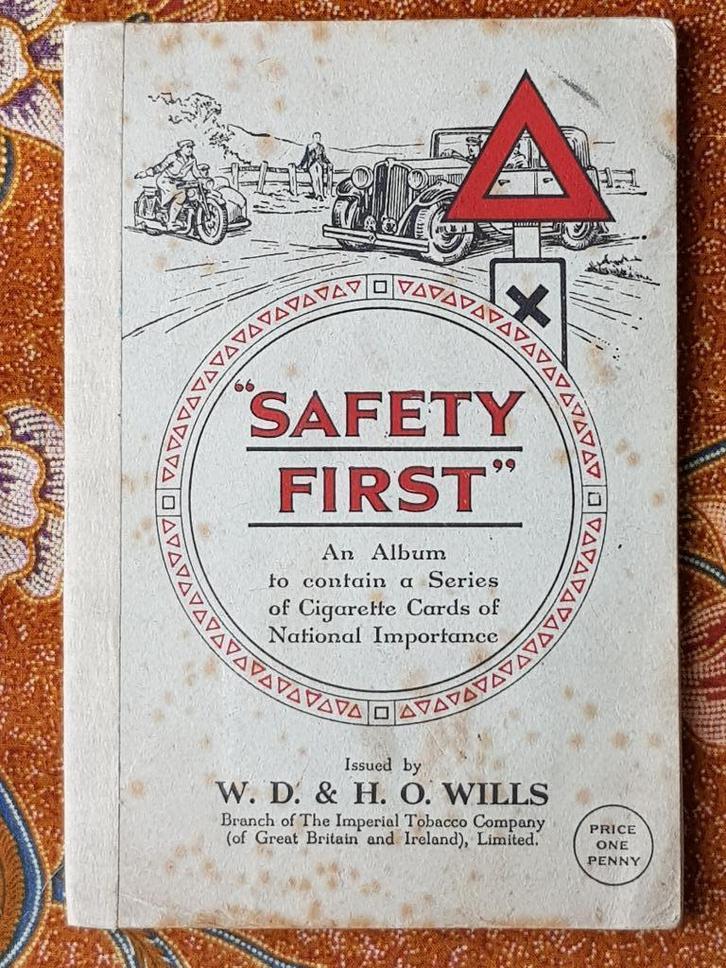 "SAFETY
FIRST"
An Album
to contain a Series
of Cigarette Cards of
National Importance
Issued by
W. D. & H. O. WILLS
Branch of The Imperial Tobacco Company
(of Great Britain and Ireland), Limited.
PRICE
ONE
PENNY